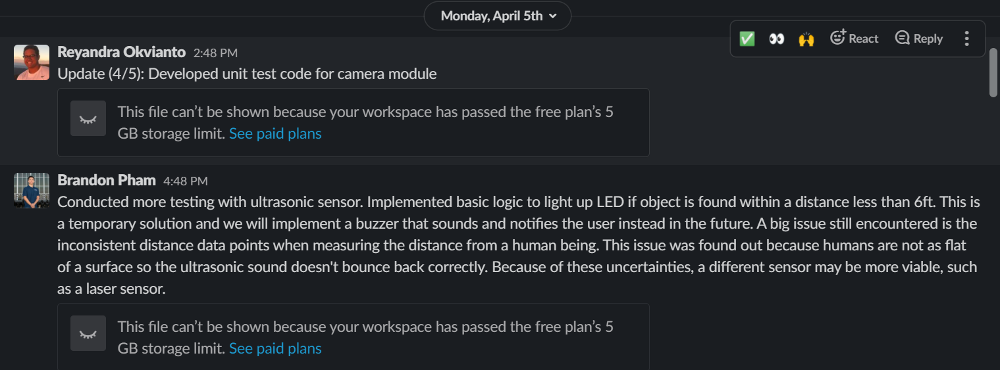 Monday, April 5th
React
Reply
Reyandra Okvianto 2:48 PM
Update (4/5): Developed unit test code for camera module
This file can’t be shown because your workspace has passed the free plan’s 5
GB storage limit. See paid plans
Brandon Pham 4:48 PM
Conducted more testing with ultrasonic sensor. Implemented basic logic to light up LED if object is found within a distance less than 6ft. This is
a temporary solution and we will implement a buzzer that sounds and notifies the user instead in the future. A big issue still encountered is the
inconsistent distance data points when measuring the distance from a human being. This issue was found out because humans are not as flat
of a surface so the ultrasonic sound doesn't bounce back correctly. Because of these uncertainties, a different sensor may be more viable, such
as a laser sensor.
This file can’t be shown because your workspace has passed the free plan’s 5
GB storage limit. See paid plans